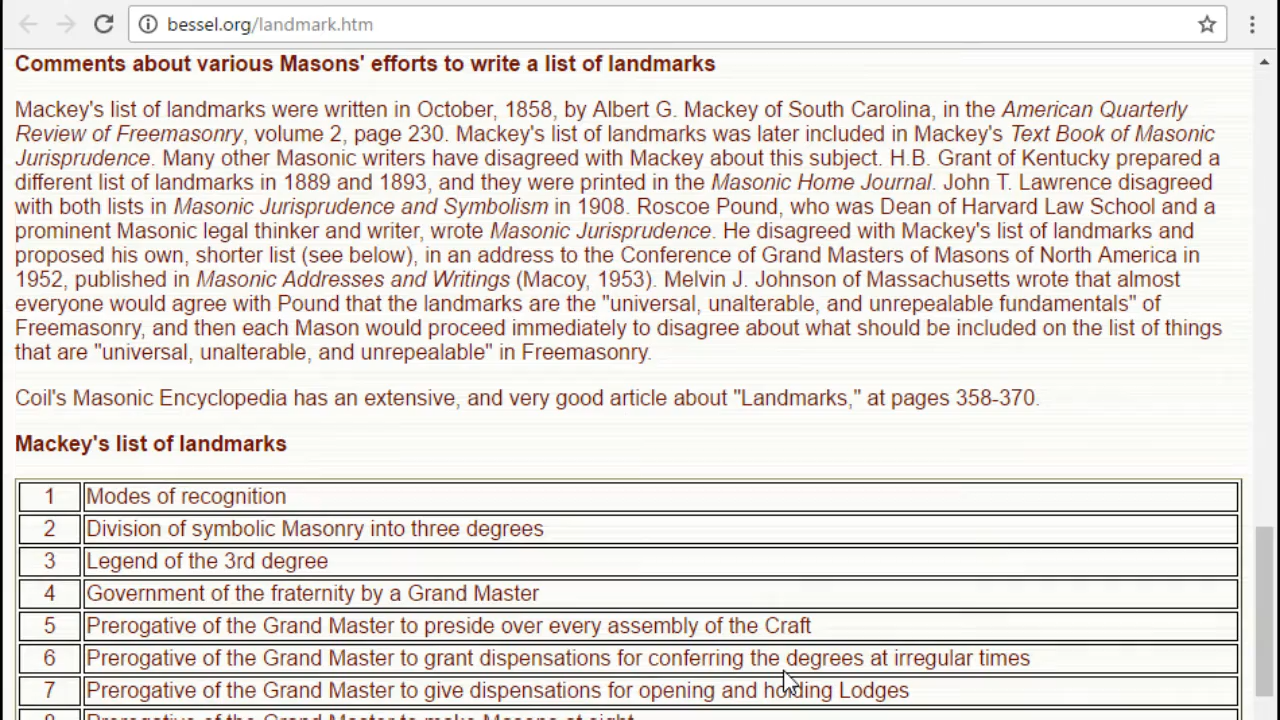 bessel.org/landmark.htm
Comments about various Masons' efforts to write a list of landmarks
Mackey's list of landmarks were written in October, 1858, by Albert G. Mackey of South Carolina, in the American Quarterly
Review of Freemasonry, volume 2, page 230. Mackey's list of landmarks was later included in Mackey's Text Book of Masonic
Jurisprudence. Many other Masonic writers have disagreed with Mackey about this subject. H.B. Grant of Kentucky prepared a
different list of landmarks in 1889 and 1893, and they were printed in the Masonic Home Journal. John T. Lawrence disagreed
with both lists in Masonic Jurisprudence and Symbolism in 1908. Roscoe Pound, who was Dean of Harvard Law School and a
prominent Masonic legal thinker and writer, wrote Masonic Jurisprudence. He disagreed with Mackey's list of landmarks and
proposed his own, shorter list (see below), in an address to the Conference of Grand Masters of Masons of North America in
1952, published in Masonic Addresses and Writings (Macoy, 1953). Melvin J. Johnson of Massachusetts wrote that almost
everyone would agree with Pound that the landmarks are the "universal, unalterable, and unrepealable fundamentals" of
Freemasonry, and then each Mason would proceed immediately to disagree about what should be included on the list of things
that are "universal, unalterable, and unrepealable" in Freemasonry.
Coil's Masonic Encyclopedia has an extensive, and very good article about "Landmarks," at pages 358-370.
Mackey's list of landmarks
1 Modes of recognition
2 Division of symbolic Masonry into three degrees
3 Legend of the 3rd degree
4 Government of the fraternity by a Grand Master
5 Prerogative of the Grand Master to preside over every assembly of the Craft
6 Prerogative of the Grand Master to grant dispensations for conferring the degrees at irregular times
7 Prerogative of the Grand Master to give dispensations for opening and holding Lodges
8 Prerogative of the Grand Master to make Masons at sight